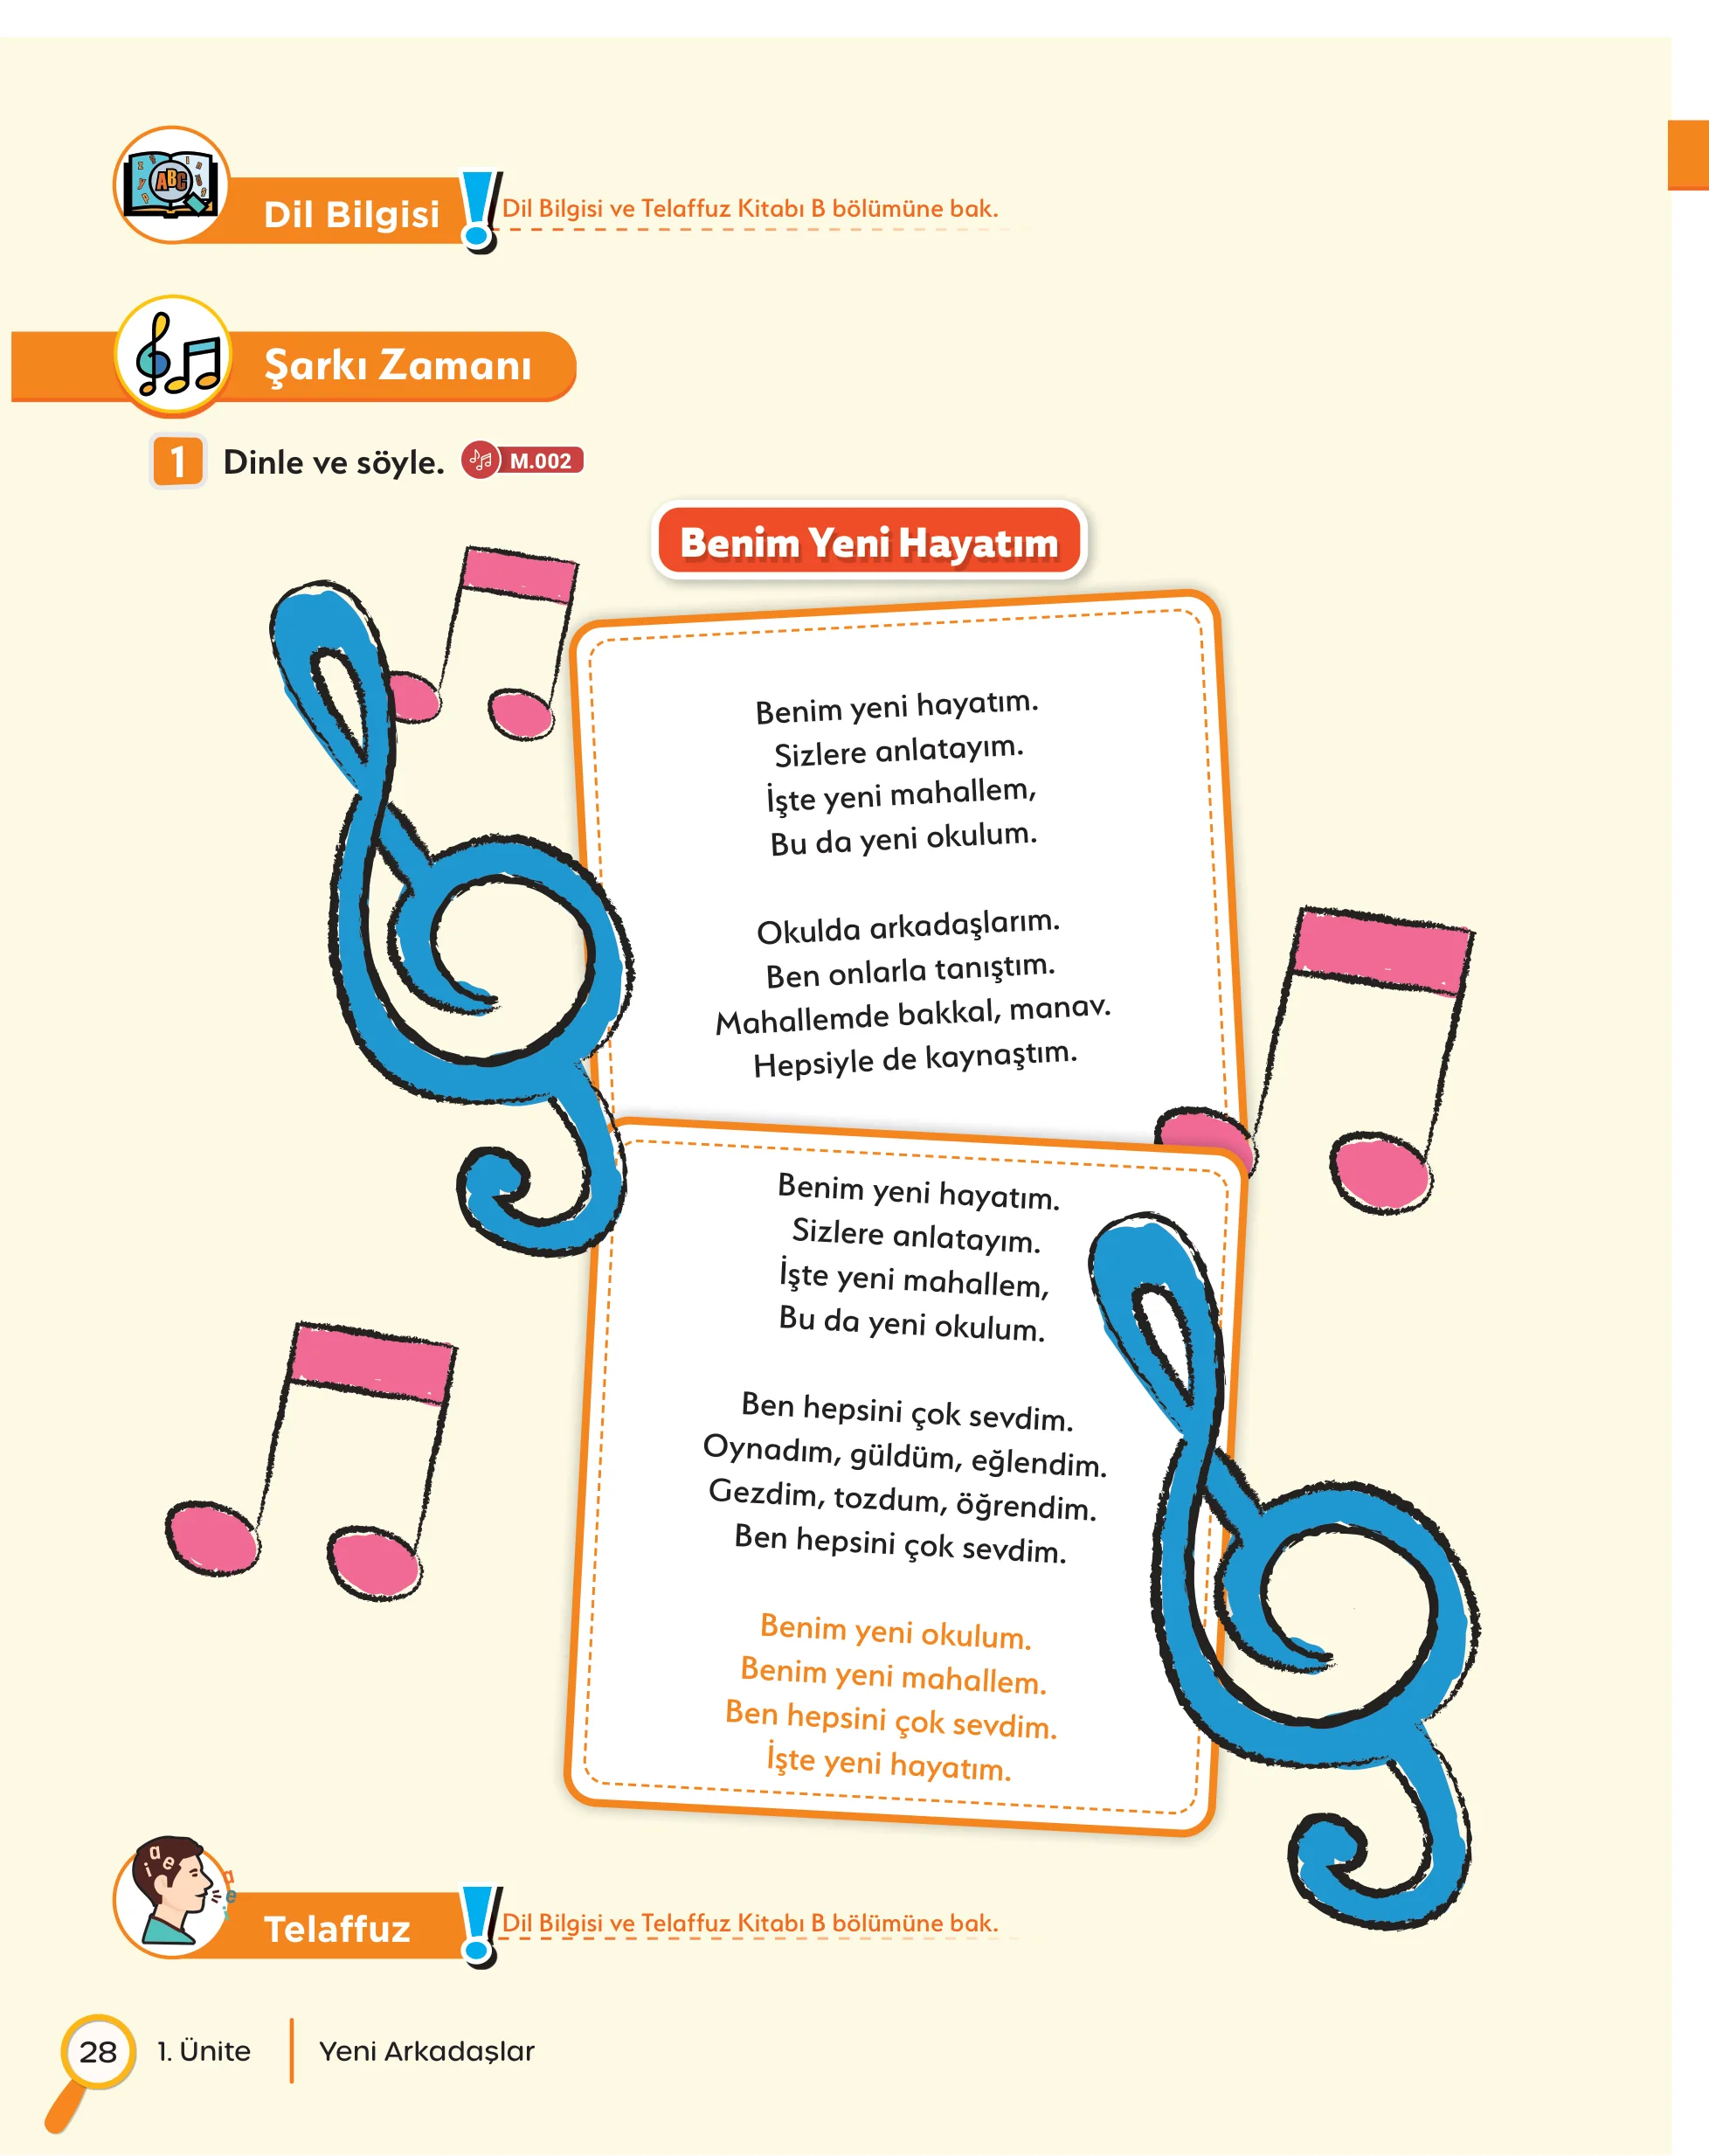 Dil Bilgisi
Dil Bilgisi ve Telaffuz Kitabı B bölümüne bak.
Şarkı Zamanı
1 Dinle ve söyle. M.002
Benim Yeni Hayatım
Benim yeni hayatım.
Sizlere anlatayım.
İşte yeni mahallem,
Bu da yeni okulum.
Okulda arkadaşlarım.
Ben onlarla tanıştım.
Mahallemde bakkal, manav.
Hepsiyle de kaynaştım.
Benim yeni hayatım.
Sizlere anlatayım.
İşte yeni mahallem,
Bu da yeni okulum.
Ben hepsini çok sevdim.
Oynadım, güldüm, eğlendim.
Gezdim, tozdum, öğrendim.
Ben hepsini çok sevdim.
Benim yeni okulum.
Benim yeni mahallem.
Ben hepsini çok sevdim.
İşte yeni hayatım.
Telaffuz
Dil Bilgisi ve Telaffuz Kitabı B bölümüne bak.
28 1. Ünite Yeni Arkadaşlar